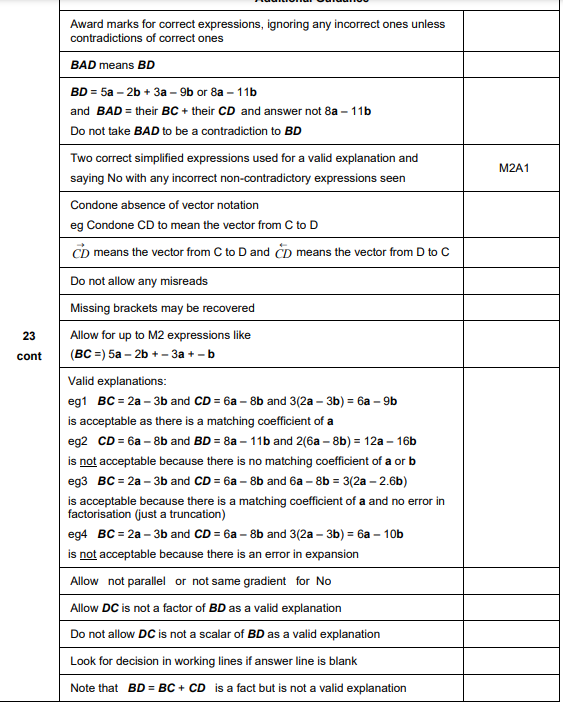 Additional Guidance
Award marks for correct expressions, ignoring any incorrect ones unless
contradictions of correct ones
BAD means BD
BD = 5a – 2b + 3a – 9b or 8a – 11b
and BAD = their BC + their CD and answer not 8a – 11b
Do not take BAD to be a contradiction to BD
Two correct simplified expressions used for a valid explanation and
saying No with any incorrect non-contradictory expressions seen
M2A1
Condone absence of vector notation
eg Condone CD to mean the vector from C to D
→CD means the vector from C to D and ←CD means the vector from D to C
Do not allow any misreads
Missing brackets may be recovered
23
cont
Allow for up to M2 expressions like
(BC =) 5a – 2b + – 3a + – b
Valid explanations:
eg1 BC = 2a – 3b and CD = 6a – 8b and 3(2a – 3b) = 6a – 9b
is acceptable as there is a matching coefficient of a
eg2 CD = 6a – 8b and BD = 8a – 11b and 2(6a – 8b) = 12a – 16b
is not acceptable because there is no matching coefficient of a or b
eg3 BC = 2a – 3b and CD = 6a – 8b and 6a – 8b = 3(2a – 2.6b)
is acceptable because there is a matching coefficient of a and no error in
factorisation (just a truncation)
eg4 BC = 2a – 3b and CD = 6a – 8b and 3(2a – 3b) = 6a – 10b
is not acceptable because there is an error in expansion
Allow not parallel or not same gradient for No
Allow DC is not a factor of BD as a valid explanation
Do not allow DC is not a scalar of BD as a valid explanation
Look for decision in working lines if answer line is blank
Note that BD = BC + CD is a fact but is not a valid explanation